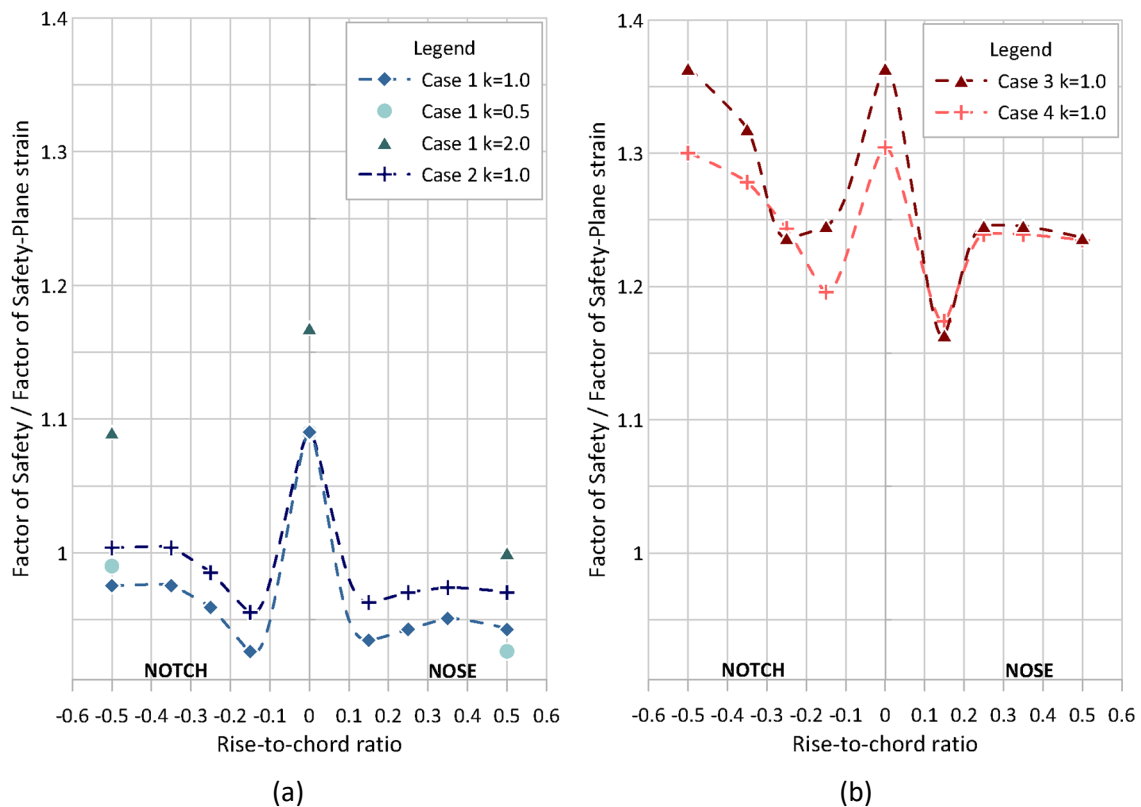 Factor of Safety / Factor of Safety-Plane strain
1.4
1.3
1.2
1.1
1
Legend
Case 1 k=1.0
Case 1 k=0.5
Case 1 k=2.0
Case 2 k=1.0
NOTCH
NOSE
-0.6 -0.5 -0.4 -0.3 -0.2 -0.1 0 0.1 0.2 0.3 0.4 0.5 0.6
Rise-to-chord ratio
(a)
Factor of Safety / Factor of Safety-Plane strain
1.4
1.3
1.2
1.1
1
Legend
Case 3 k=1.0
Case 4 k=1.0
NOTCH
NOSE
-0.6 -0.5 -0.4 -0.3 -0.2 -0.1 0 0.1 0.2 0.3 0.4 0.5 0.6
Rise-to-chord ratio
(b)